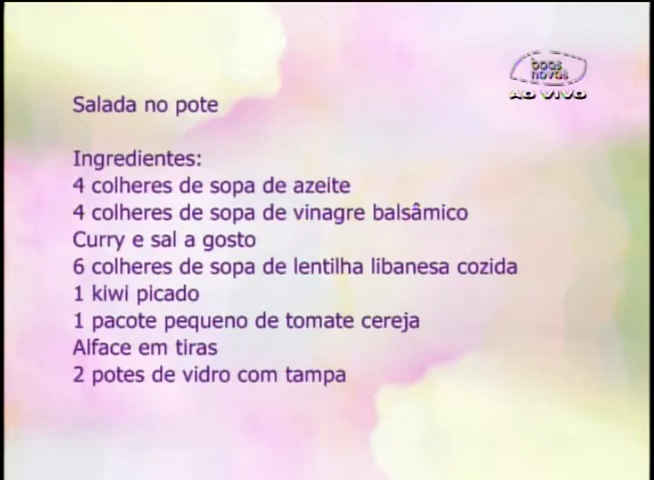 boas
novas
AO VIVO
Salada no pote
Ingredientes:
4 colheres de sopa de azeite
4 colheres de sopa de vinagre balsâmico
Curry e sal a gosto
6 colheres de sopa de lentilha libanesa cozida
1 kiwi picado
1 pacote pequeno de tomate cereja
Alface em tiras
2 potes de vidro com tampa